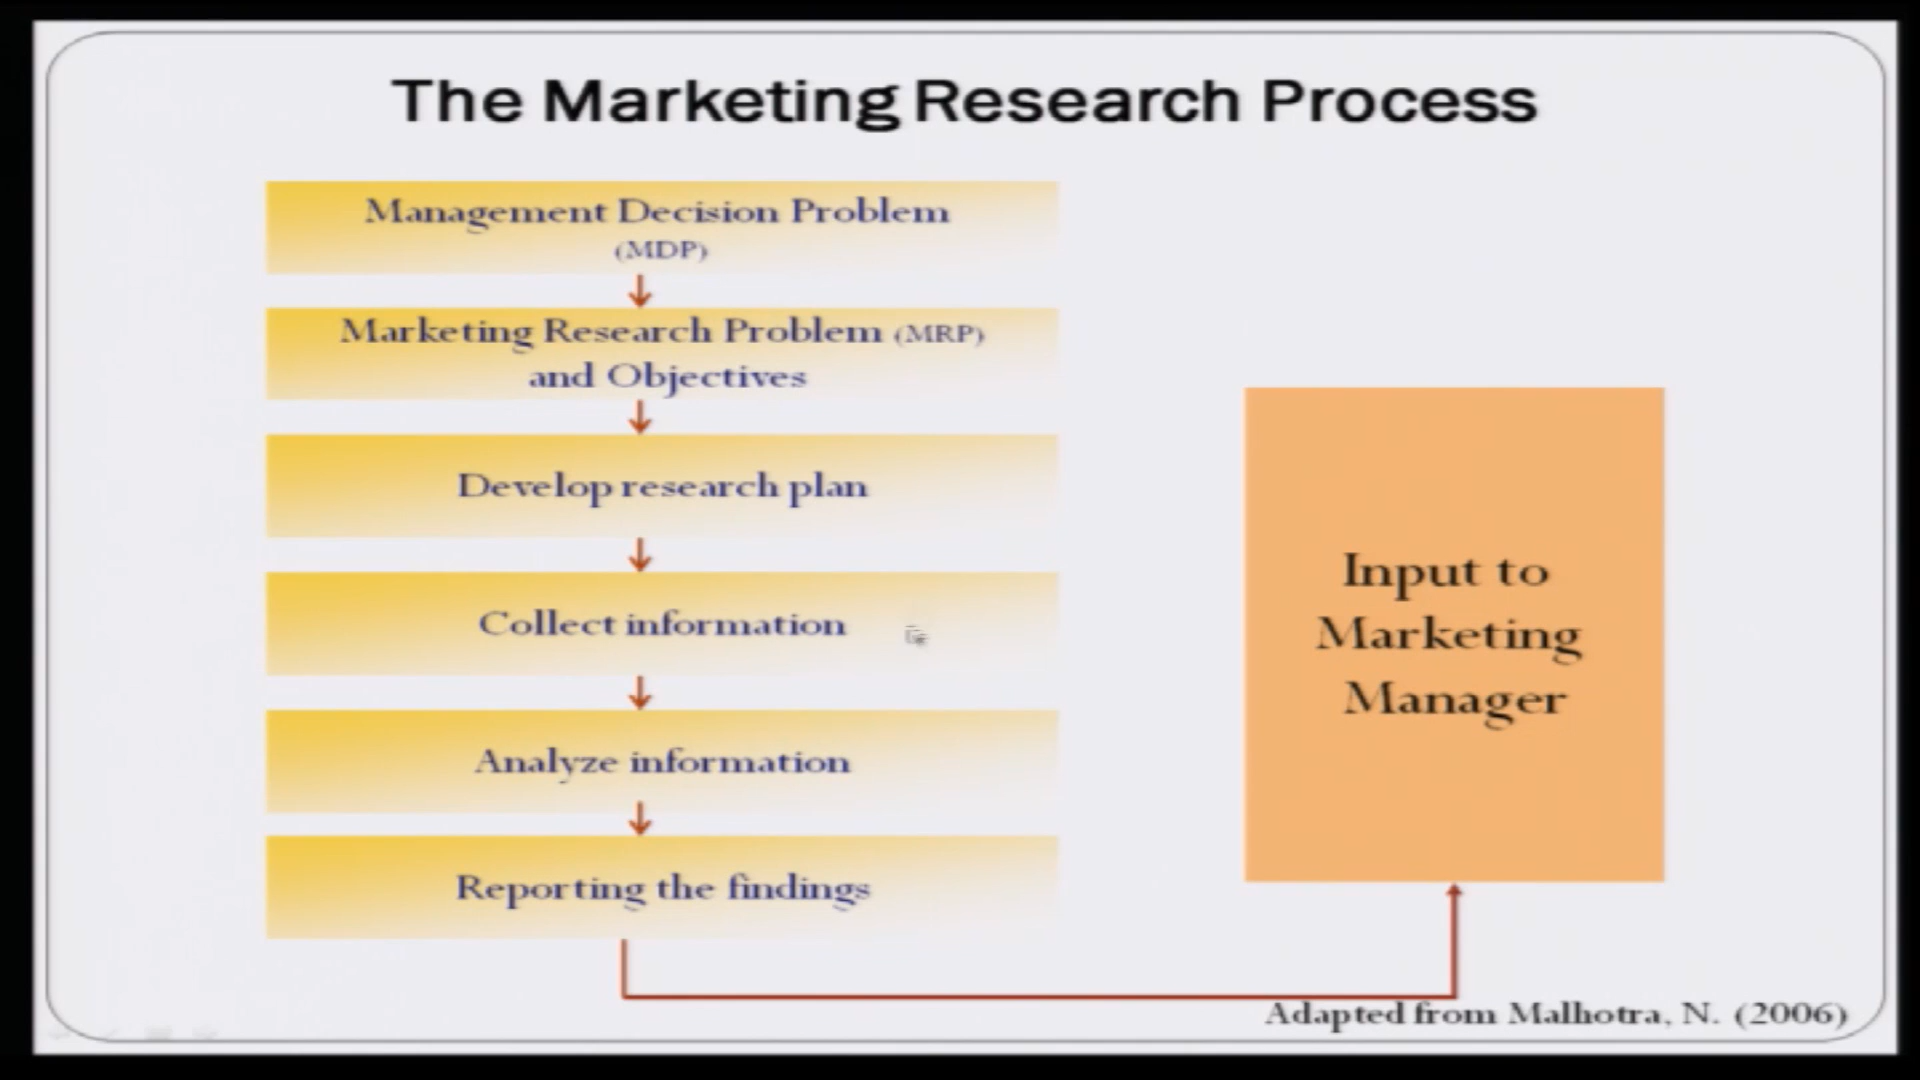 The Marketing Research Process
Management Decision Problem
(MDP)
Marketing Research Problem (MRP)
and Objectives
Develop research plan
Collect information
Analyze information
Reporting the findings
Input to
Marketing
Manager
Adapted from Malhotra, N. (2006)